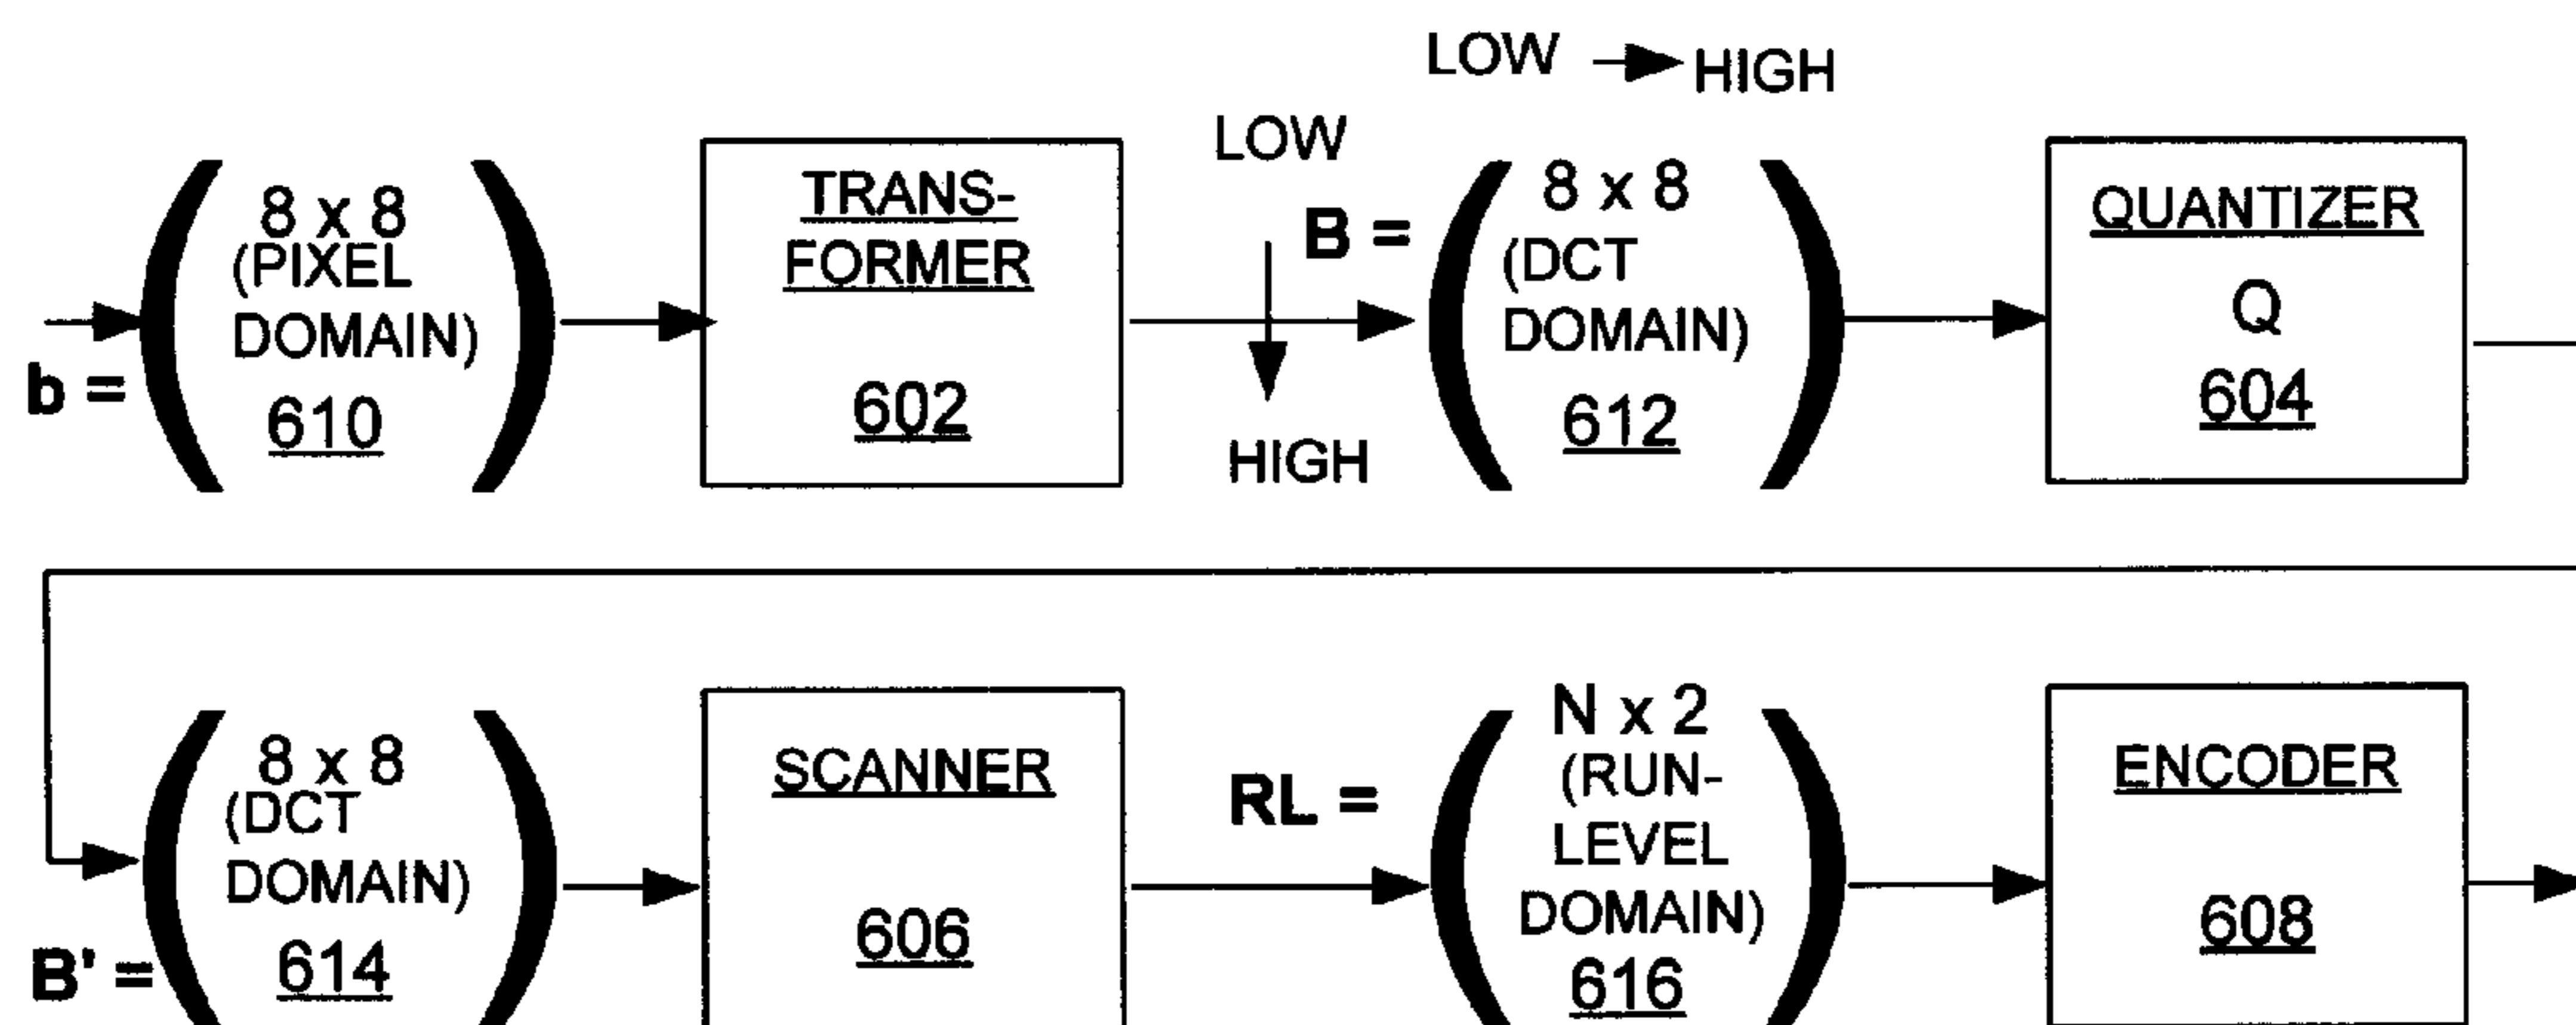 LOW HIGH
b =
8 x 8
(PIXEL
DOMAIN)
610
TRANS-
FORMER
602
LOW
HIGH
B =
8 x 8
(DCT
DOMAIN)
612
QUANTIZER
Q
604
B' =
8 x 8
(DCT
DOMAIN)
614
SCANNER
606
RL =
N x 2
(RUN-
LEVEL
DOMAIN)
616
ENCODER
608